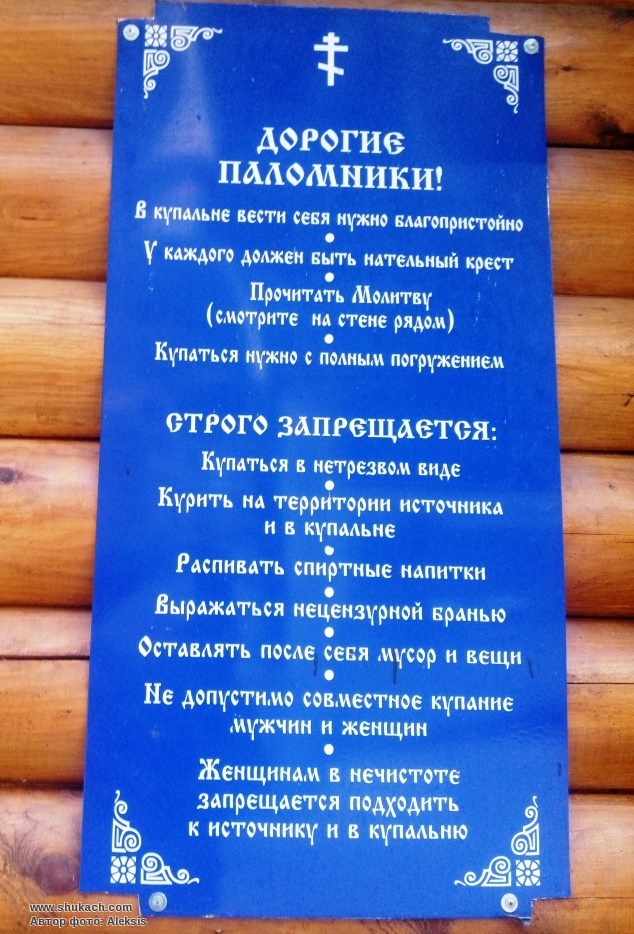 ДОРОГИЕ
ПАЛОМНИКИ!
В купальне вести себя нужно благопристойно
У каждого должен быть нательный крест
Прочитать Молитву
(смотрите на стене рядом)
Купаться нужно с полным погружением
СТРОГО ЗАПРЕЩАЕТСЯ:
Купаться в нетрезвом виде
Курить на территории источника
и в купальне
Распивать спиртные напитки
Выражаться нецензурной бранью
Оставлять после себя мусор и вещи
Не допустимо совместное купание
мужчин и женщин
Женщинам в нечистоте
запрещается подходить
к источнику и в купальню
www.shukach.com
Автор фото: Aleksis